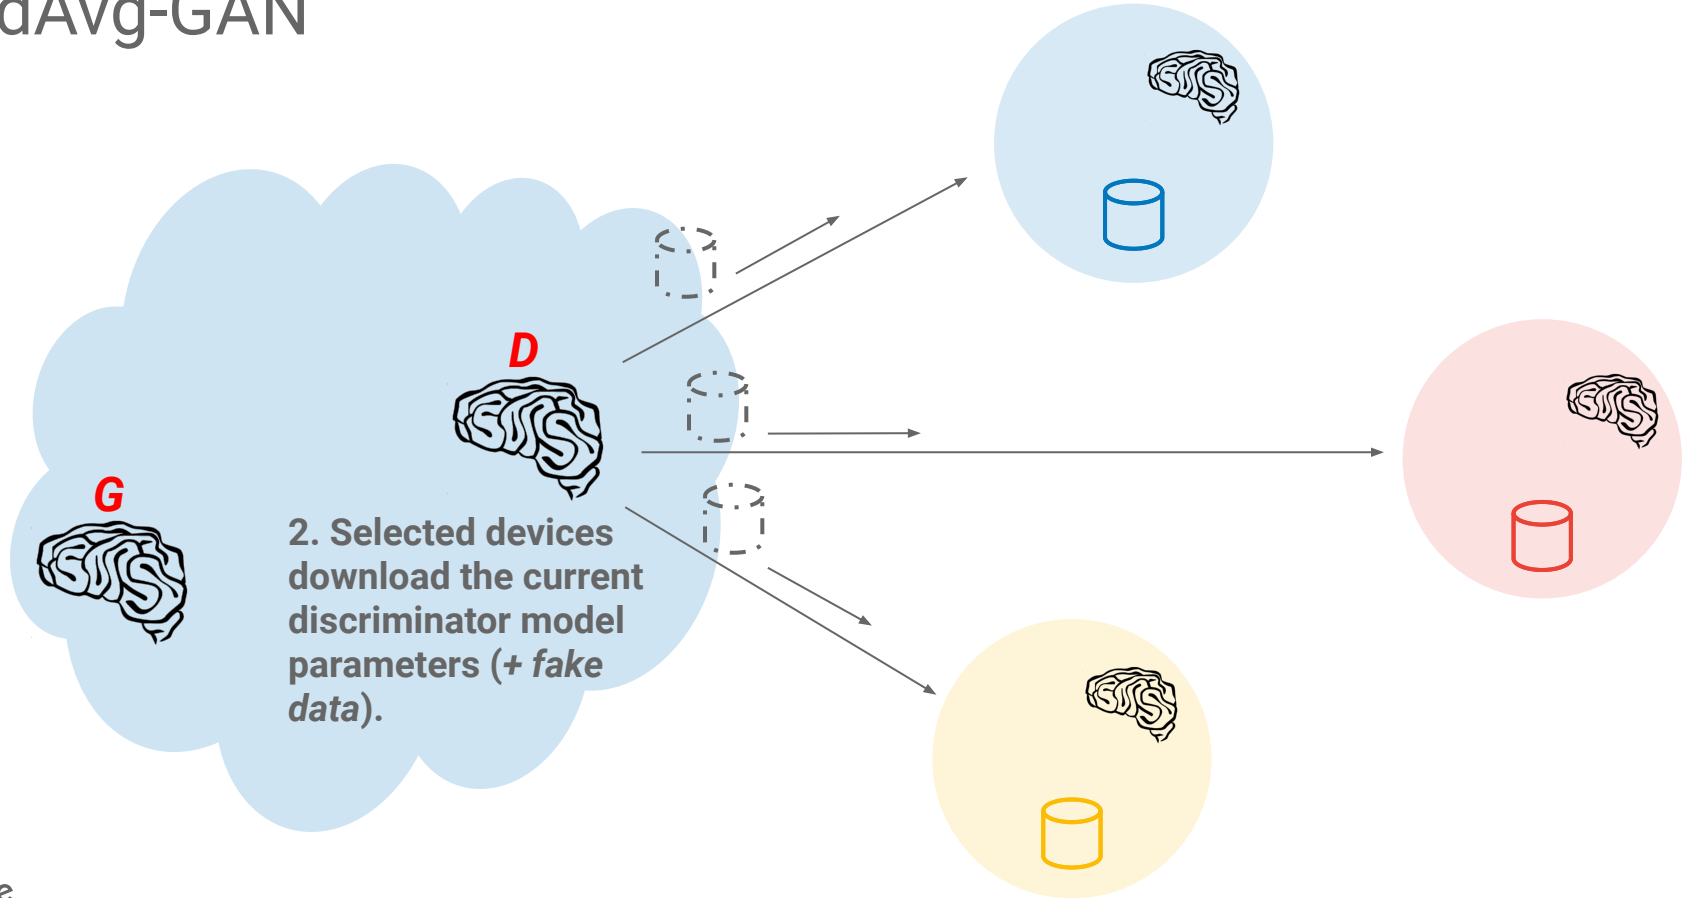 dAvg-GAN
D
G
2. Selected devices
download the current
discriminator model
parameters (+ fake
data).
e